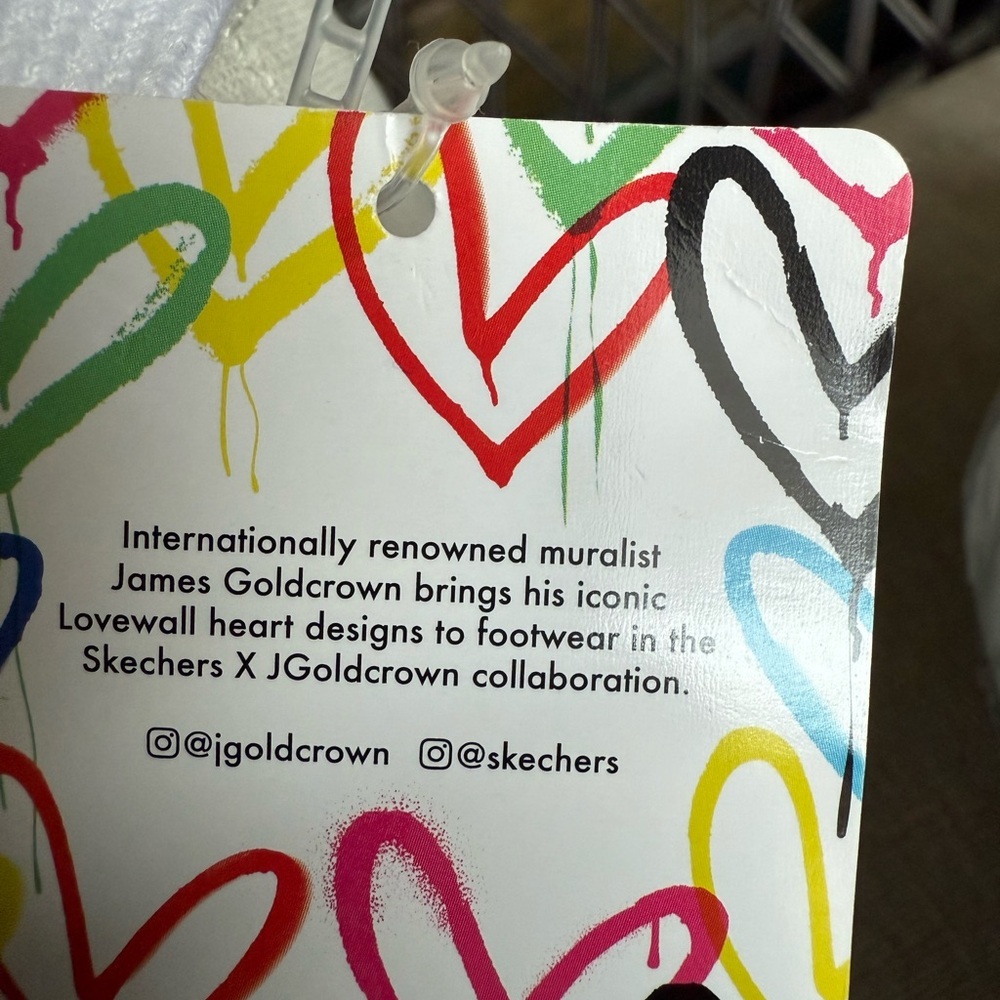 Internationally renowned muralist
James Goldcrown brings his iconic
Lovewall heart designs to footwear in the
Skechers X JGoldcrown collaboration.
@jgoldcrown @skechers